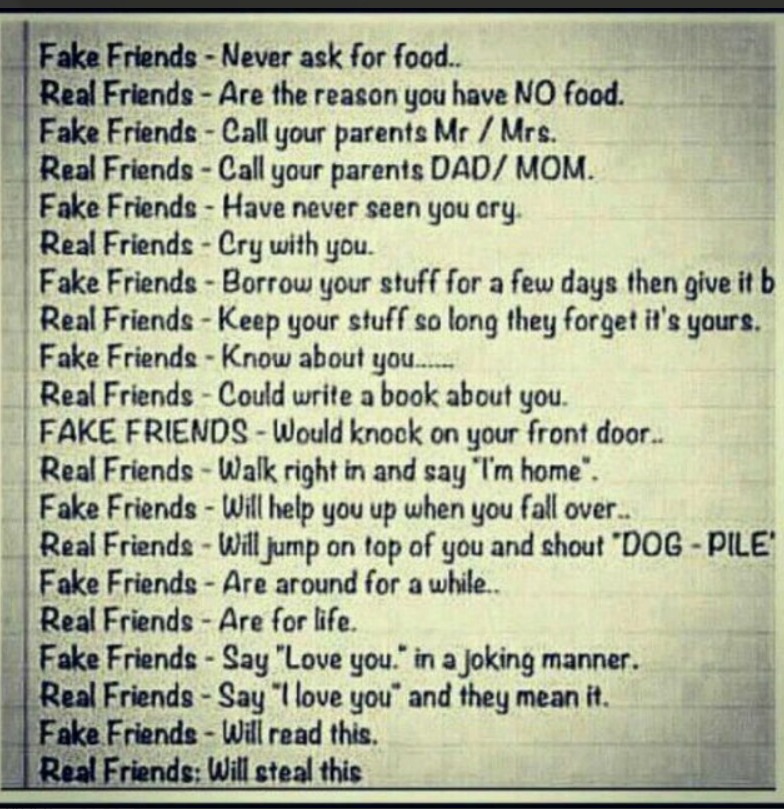 Fake Friends - Never ask for food..
Real Friends - Are the reason you have NO food.
Fake Friends - Call your parents Mr / Mrs.
Real Friends - Call your parents DAD/ MOM.
Fake Friends - Have never seen you cry.
Real Friends - Cry with you.
Fake Friends - Borrow your stuff for a few days then give it b
Real Friends - Keep your stuff so long they forget it's yours.
Fake Friends - Know about you......
Real Friends - Could write a book about you.
FAKE FRIENDS - Would knock on your front door..
Real Friends - Walk right in and say "I'm home".
Fake Friends - Will help you up when you fall over..
Real Friends - Will jump on top of you and shout "DOG - PILE"
Fake Friends - Are around for a while..
Real Friends - Are for life.
Fake Friends - Say "Love you." in a joking manner.
Real Friends - Say "I love you" and they mean it.
Fake Friends - Will read this.
Real Friends: Will steal this